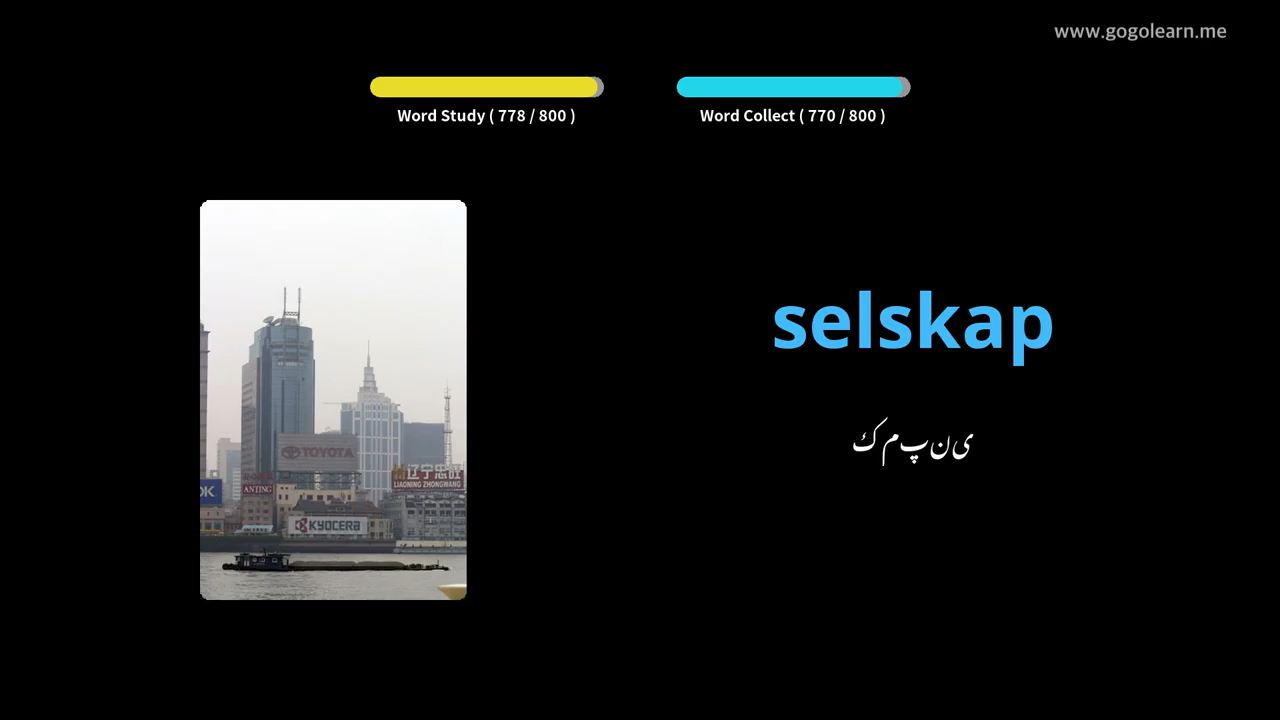 www.gogolearn.me
Word Study ( 778 / 800 )
Word Collect ( 770 / 800 )
selskap
کمپنی
TOYOTA
辽宁忠旺
LIAONING ZHONGWANG
ANTING
OK
KYOCERA